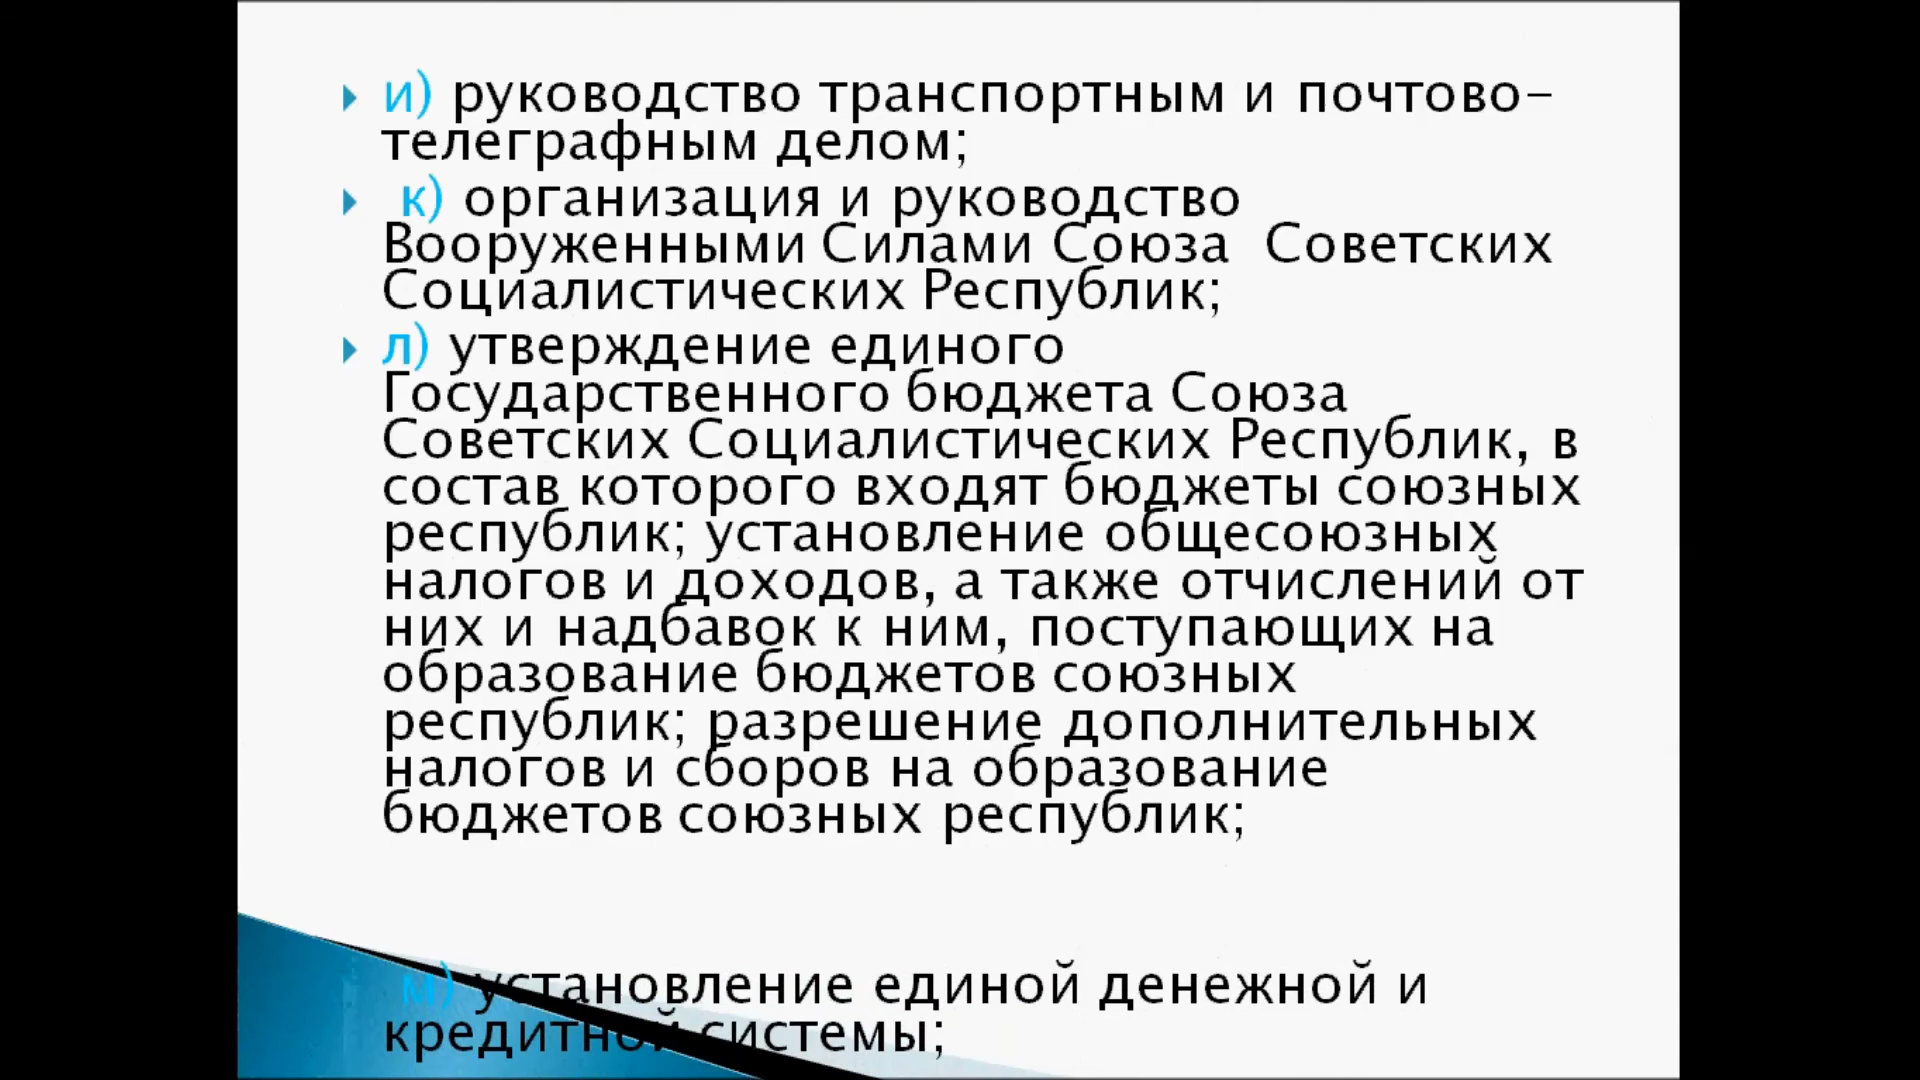 и) руководство транспортным и почтово-
телеграфным делом;
к) организация и руководство
Вооруженными Силами Союза Советских
Социалистических Республик;
л) утверждение единого
Государственного бюджета Союза
Советских Социалистических Республик, в
состав которого входят бюджеты союзных
республик; установление общесоюзных
налогов и доходов, а также отчислений от
них и надбавок к ним, поступающих на
образование бюджетов союзных
республик; разрешение дополнительных
налогов и сборов на образование
бюджетов союзных республик;
м) установление единой денежной и
кредитной системы;